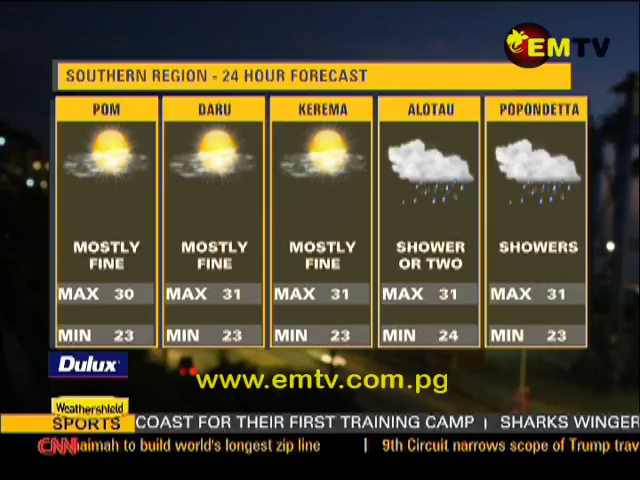 EMTV
SOUTHERN REGION - 24 HOUR FORECAST
POM DARU KEREMA ALOTAU POPONDETTA
MOSTLY FINE MOSTLY FINE MOSTLY FINE SHOWER OR TWO SHOWERS
MAX 30 MAX 31 MAX 31 MAX 31 MAX 31
MIN 23 MIN 23 MIN 23 MIN 24 MIN 23
Dulux
www.emtv.com.pg
Weathershield
SPORTS COAST FOR THEIR FIRST TRAINING CAMP | SHARKS WINGER
CNN aimah to build world's longest zip line | 9th Circuit narrows scope of Trump trav